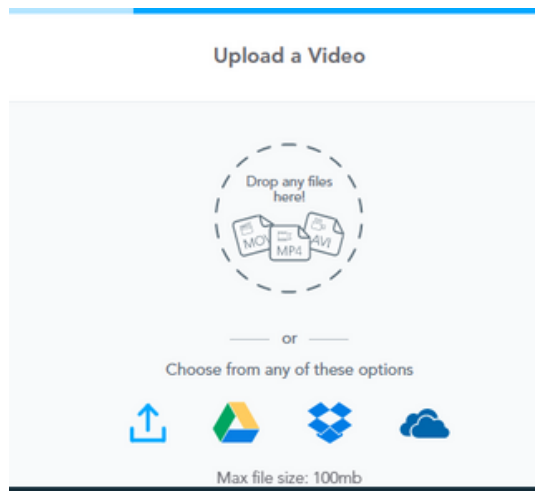 Upload a Video
Drop any files
here!
MOV
MP4
AVI
or
Choose from any of these options
Max file size: 100mb